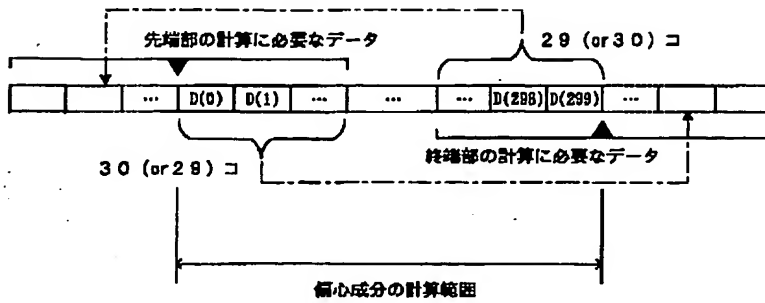 先端部の計算に必要なデータ
29 (or30) コ
… D(0) D(1) … … … D(298) D(299) …
30 (or29) コ
終端部の計算に必要なデータ
偏心成分の計算範囲